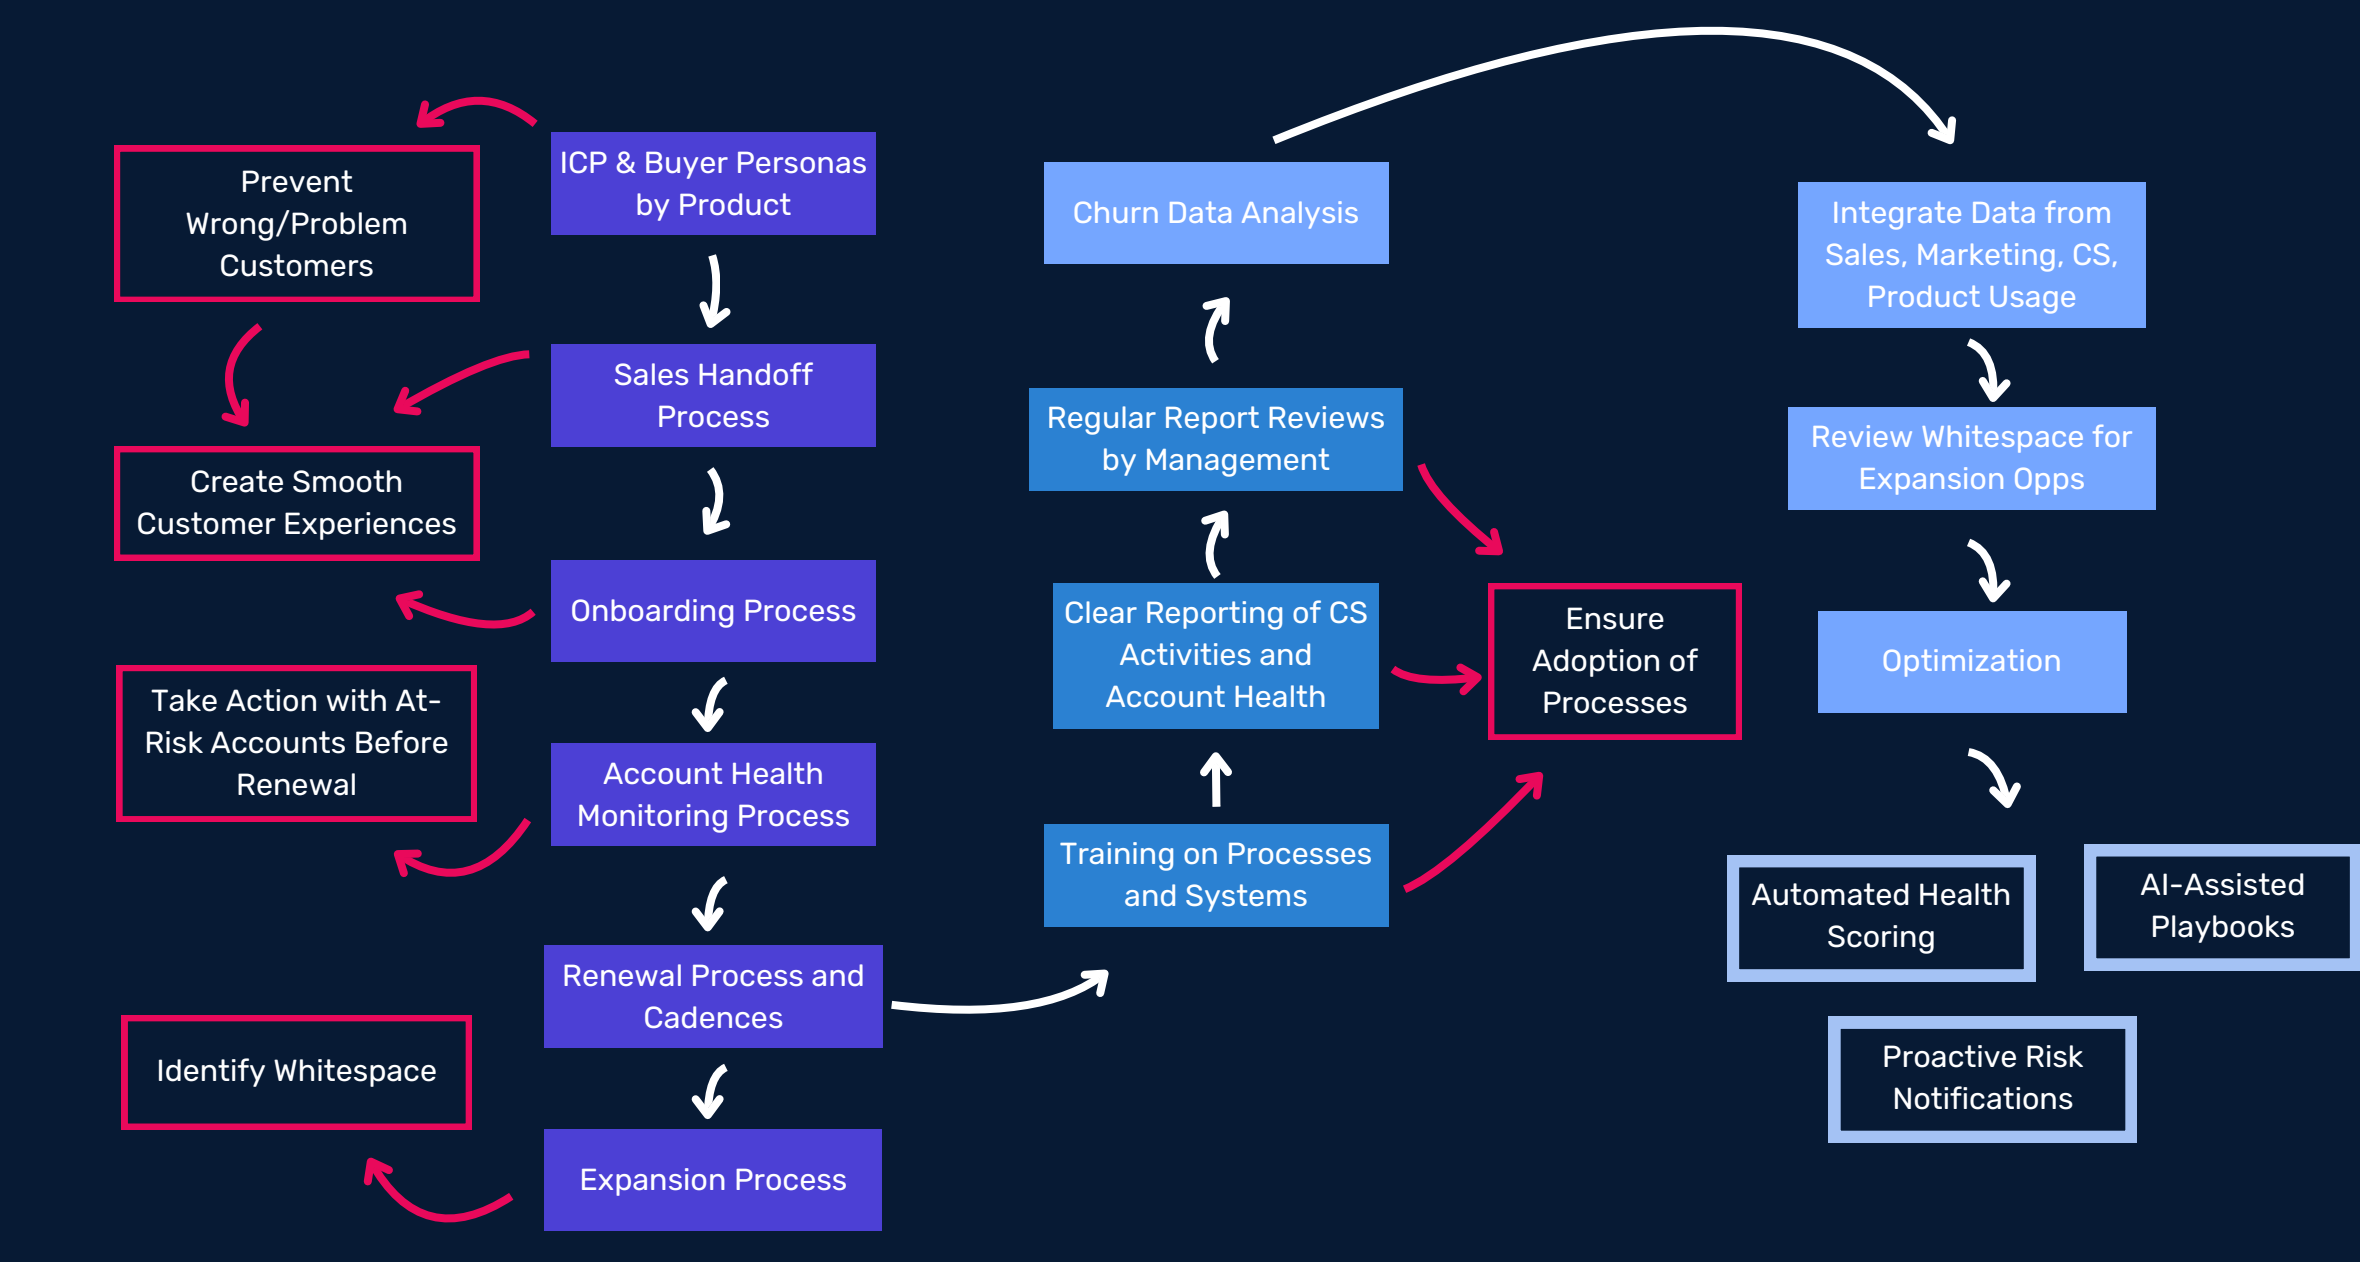 Prevent
Wrong/Problem
Customers
Create Smooth
Customer Experiences
Take Action with At-
Risk Accounts Before
Renewal
Identify Whitespace
ICP & Buyer Personas
by Product
Sales Handoff
Process
Onboarding Process
Account Health
Monitoring Process
Renewal Process and
Cadences
Expansion Process
Churn Data Analysis
Regular Report Reviews
by Management
Clear Reporting of CS
Activities and
Account Health
Training on Processes
and Systems
Ensure
Adoption of
Processes
Integrate Data from
Sales, Marketing, CS,
Product Usage
Review Whitespace for
Expansion Opps
Optimization
Automated Health
Scoring
AI-Assisted
Playbooks
Proactive Risk
Notifications